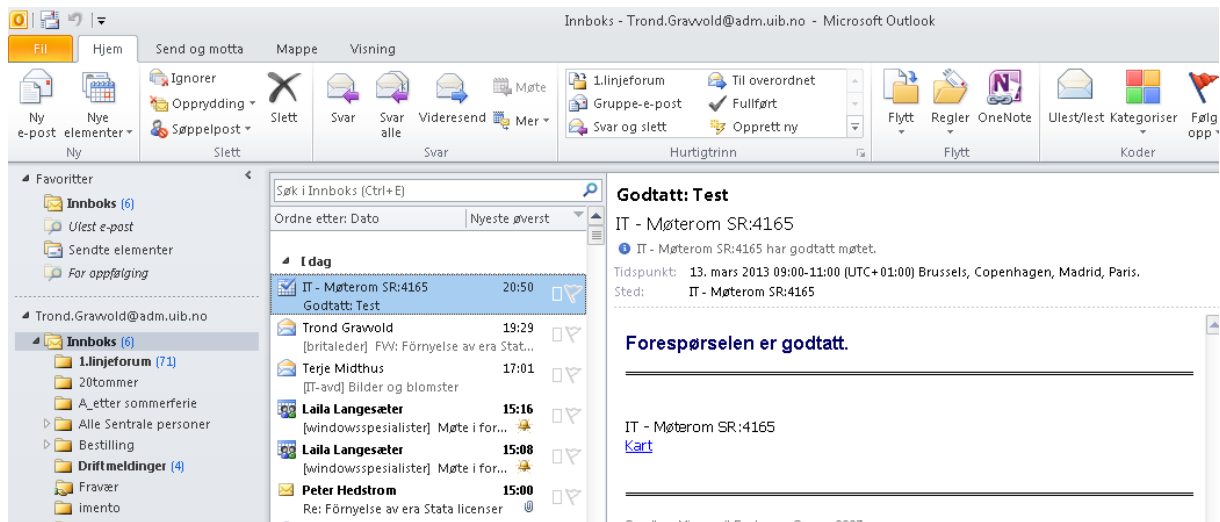 Innboks - Trond.Gravvold@adm.uib.no - Microsoft Outlook
Fil Hjem Send og motta Mappe Visning
Ny e-post
Nye elementer
Ignorer
Opprydding
Søppelpost
Slett
Svar
Svar alle
Videresend
Møte
Mer
1.linjeforum
Gruppe-e-post
Svar og slett
Til overordnet
Fullført
Opprett ny
Flytt
Regler
OneNote
Ulest/lest
Kategoriser
Følg opp
Ny Slett Svar Hurtigtrinn Flytt Koder
Favoritter
Innboks (6)
Ulest e-post
Sendte elementer
For oppfølging
Trond.Gravvold@adm.uib.no
Innboks (6)
1.linjeforum (71)
20tommer
A_etter sommerferie
Alle Sentrale personer
Bestilling
Driftmeldinger (4)
Fravær
imento
Søk i Innboks (Ctrl+E)
Ordne etter: Dato Nyeste øverst
I dag
IT - Møterom SR:4165 20:50
Godtatt: Test
Trond Gravvold 19:29
[britaleder] FW: Förnyelse av era Stat...
Terje Midthus 17:01
[IT-avd] Bilder og blomster
Laila Langesæter 15:16
[windowsspesialister] Møte i for...
Laila Langesæter 15:08
[windowsspesialister] Møte i for...
Peter Hedstrom 15:00
Re: Förnyelse av era Stata licenser
Godtatt: Test
IT - Møterom SR:4165
IT - Møterom SR:4165 har godtatt møtet.
Tidspunkt: 13. mars 2013 09:00-11:00 (UTC+01:00) Brussels, Copenhagen, Madrid, Paris.
Sted: IT - Møterom SR:4165
Forespørselen er godtatt.
IT - Møterom SR:4165
Kart